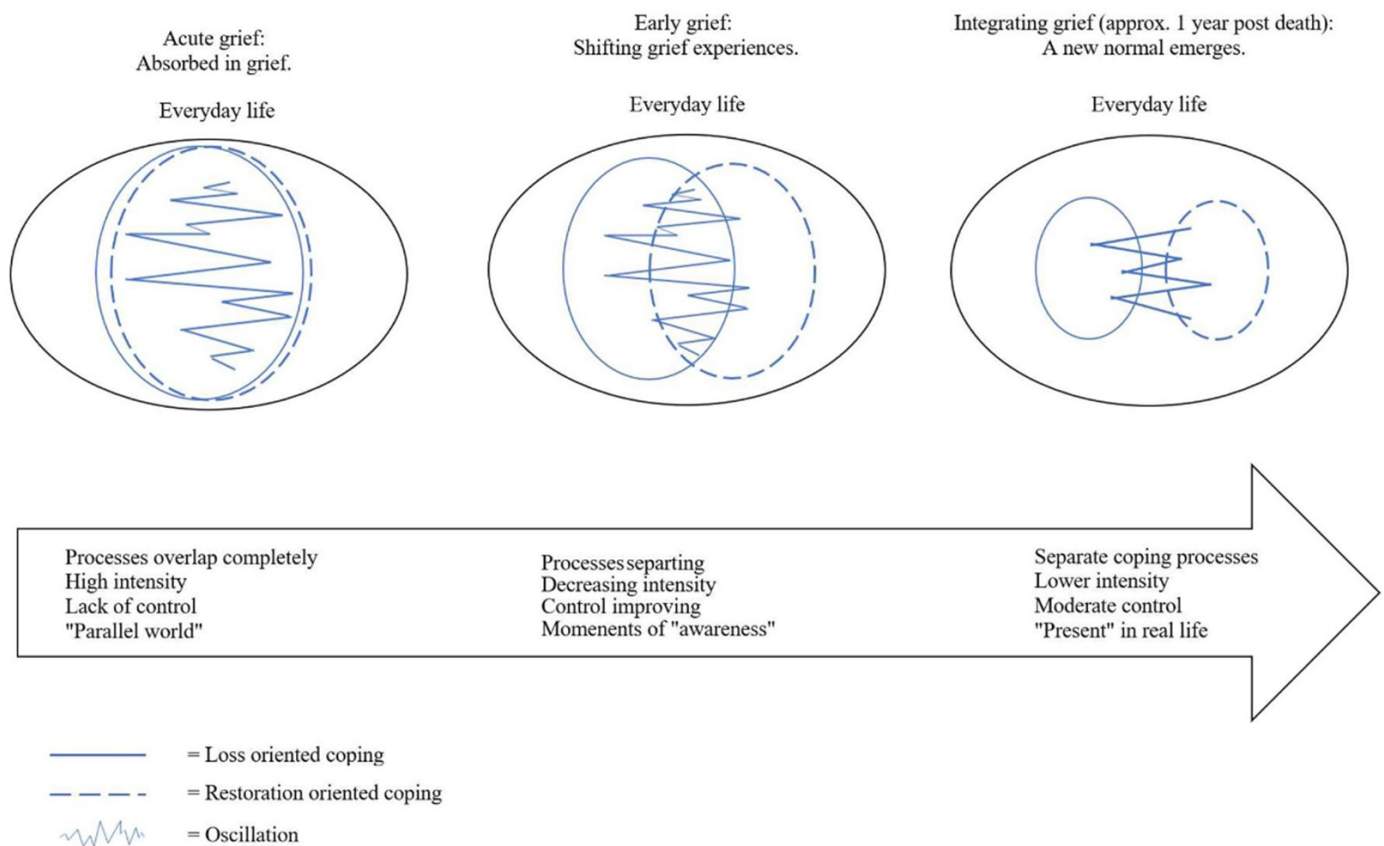 Acute grief:
Absorbed in grief.
Everyday life
Early grief:
Shifting grief experiences.
Everyday life
Integrating grief (approx. 1 year post death):
A new normal emerges.
Everyday life
Processes overlap completely
High intensity
Lack of control
"Parallel world"
Processes separting
Decreasing intensity
Control improving
Momenents of "awareness"
Separate coping processes
Lower intensity
Moderate control
"Present" in real life
= Loss oriented coping
= Restoration oriented coping
= Oscillation